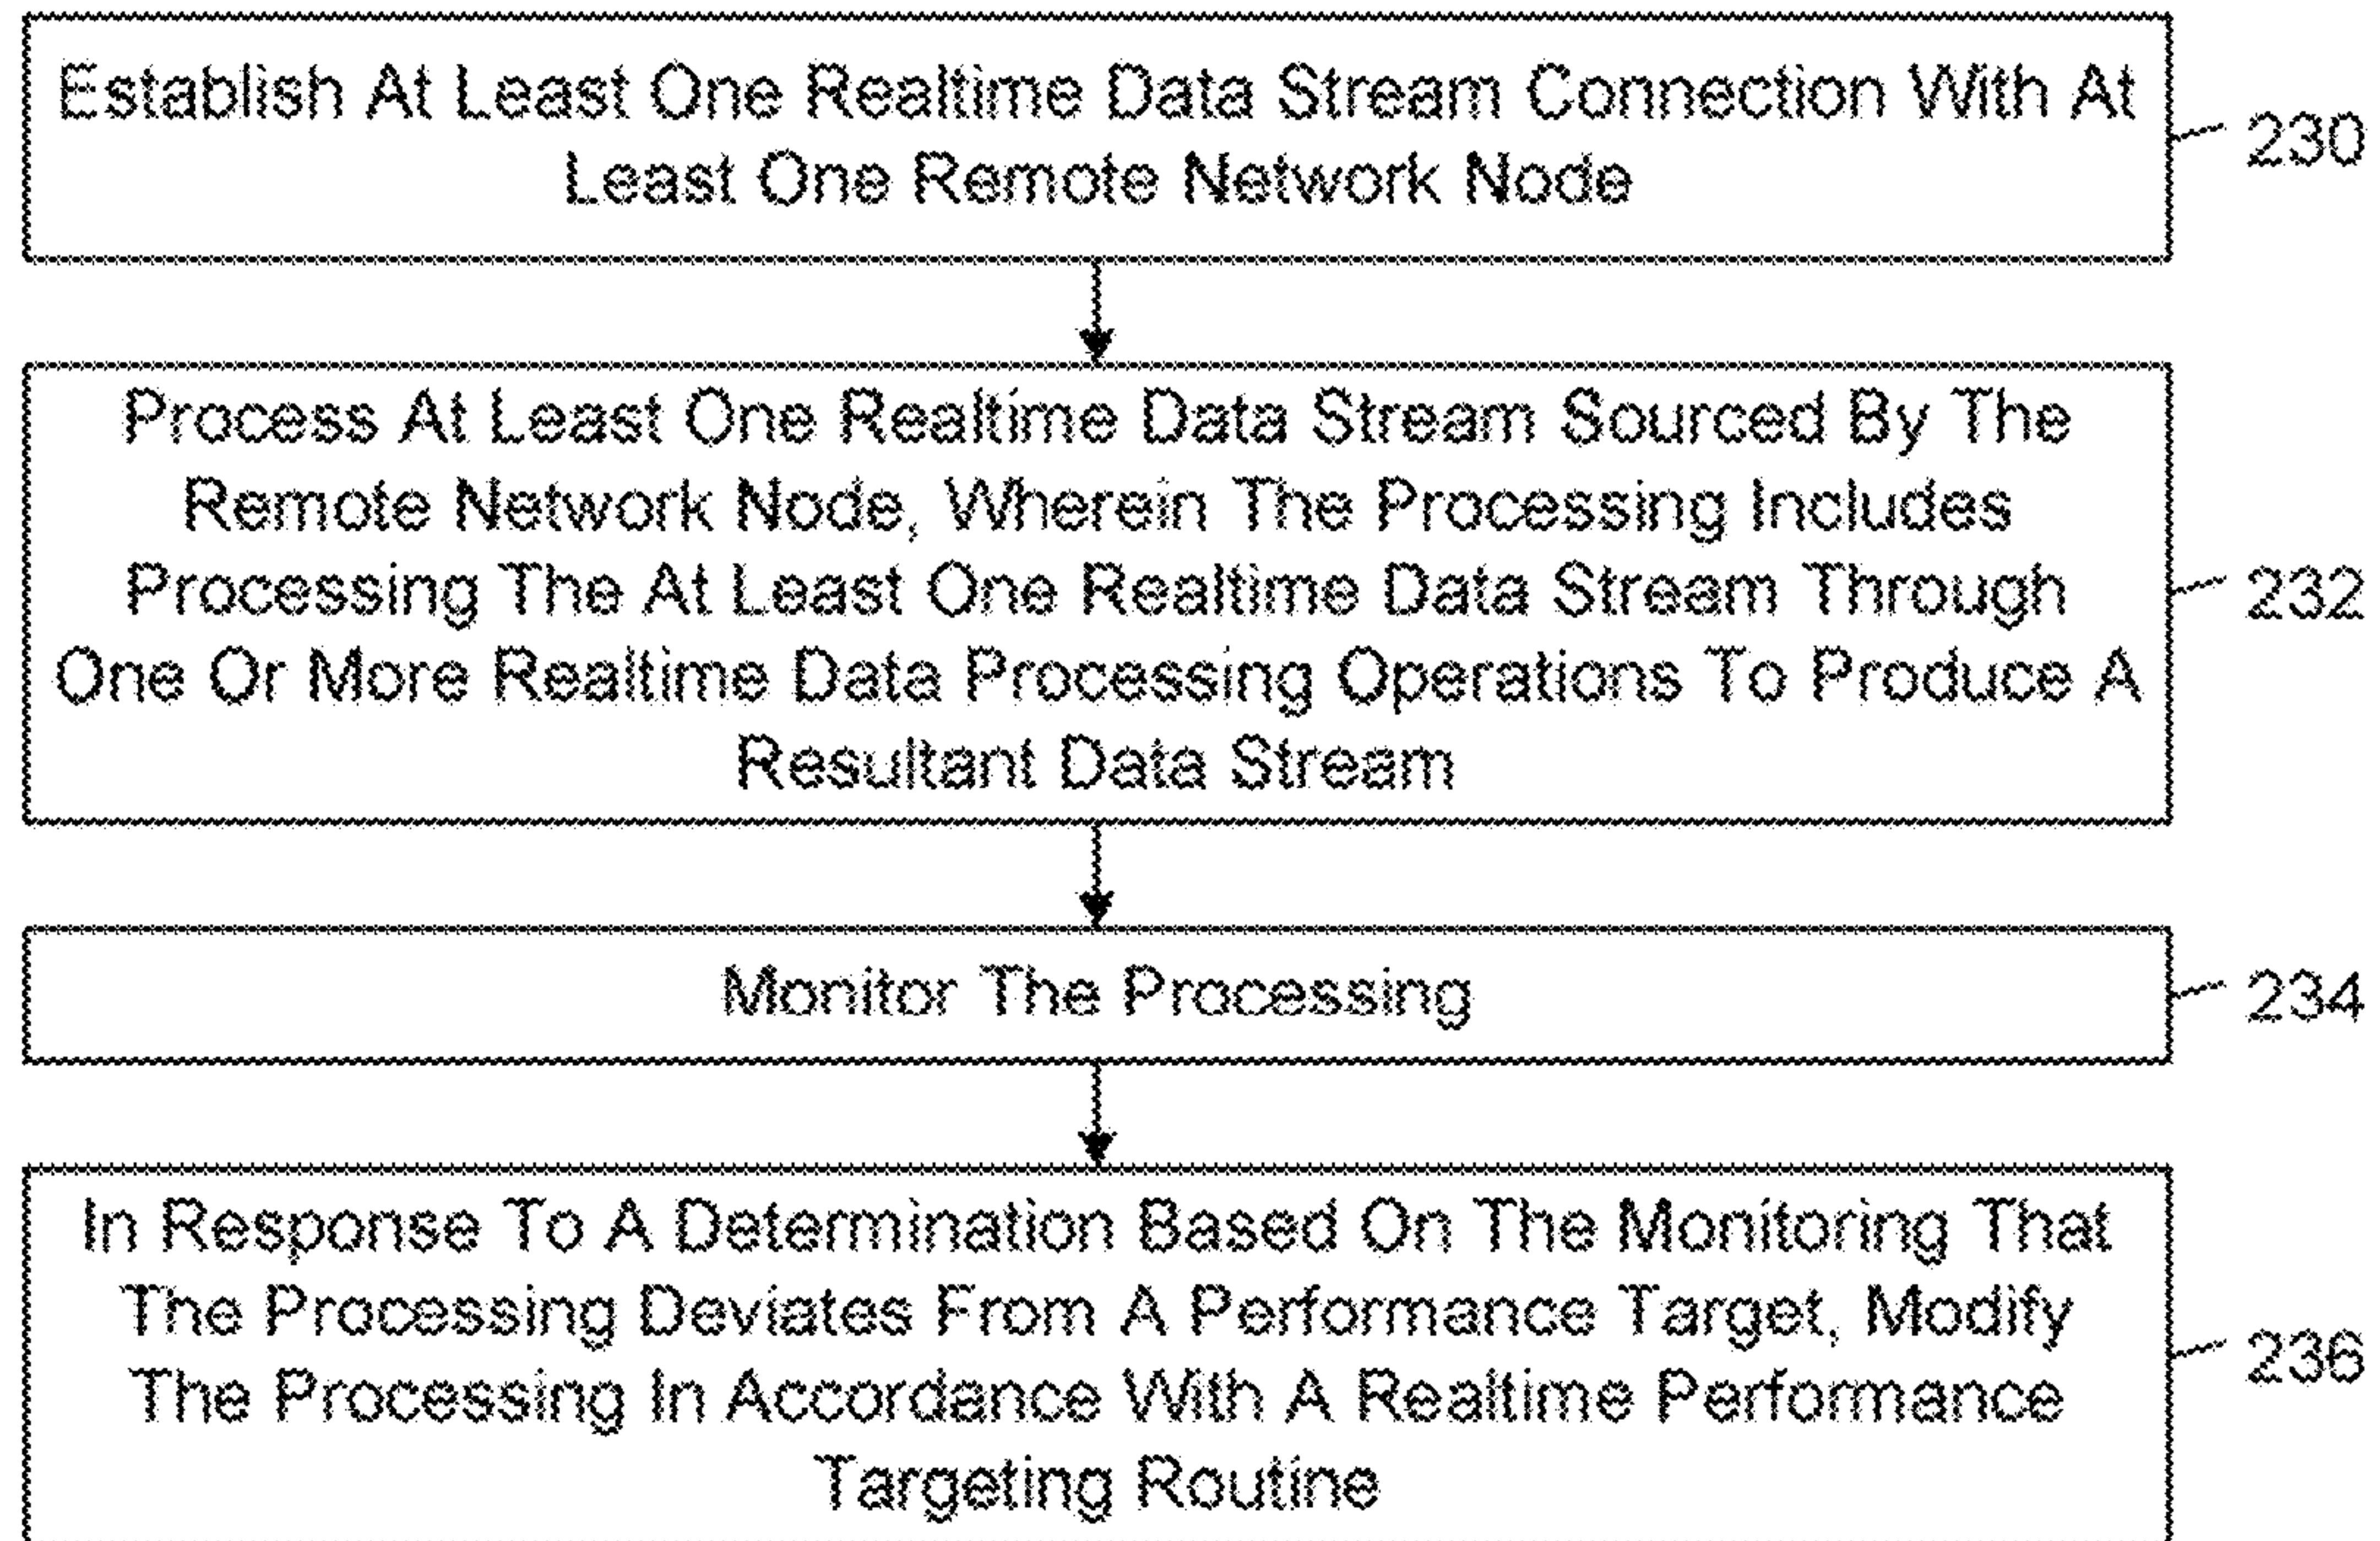 Establish At Least One Realtime Data Stream Connection With At
Least One Remote Network Node
230
Process At Least One Realtime Data Stream Sourced By The
Remote Network Node, Wherein The Processing Includes
Processing The At Least One Realtime Data Stream Through
One Or More Realtime Data Processing Operations To Produce A
Resultant Data Stream
232
Monitor The Processing
234
In Response To A Determination Based On The Monitoring That
The Processing Deviates From A Performance Target, Modify
The Processing In Accordance With A Realtime Performance
Targeting Routine
236